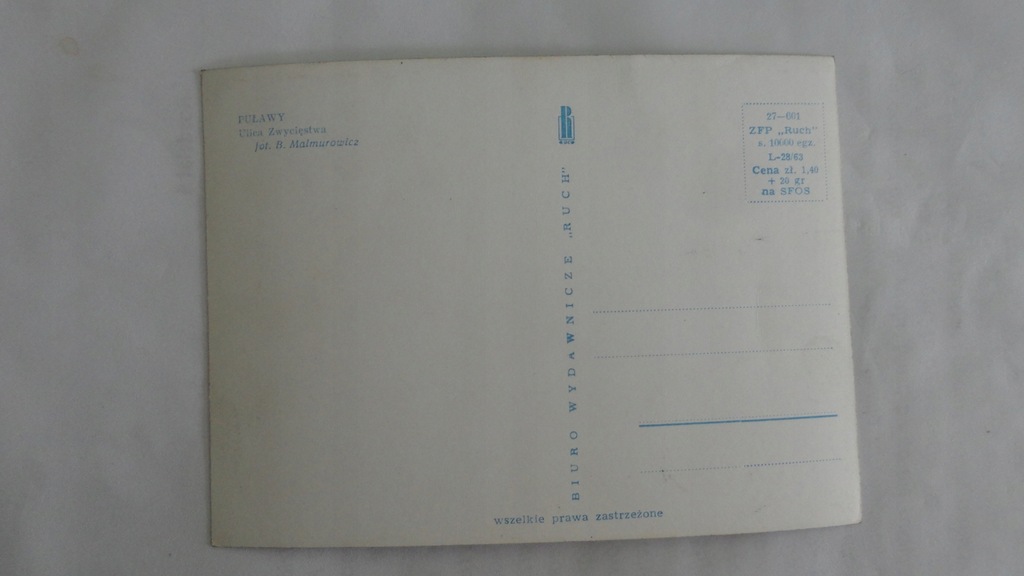 PUŁAWY
Ulica Zwycięstwa
fot. B. Malmurowicz
BIURO WYDAWNICZE „RUCH"
27—601
ZFP „Ruch"
s. 10000 egz.
L-28/63
Cena zł. 1,40
+ 20 gr
na SFOS
wszelkie prawa zastrzeżone